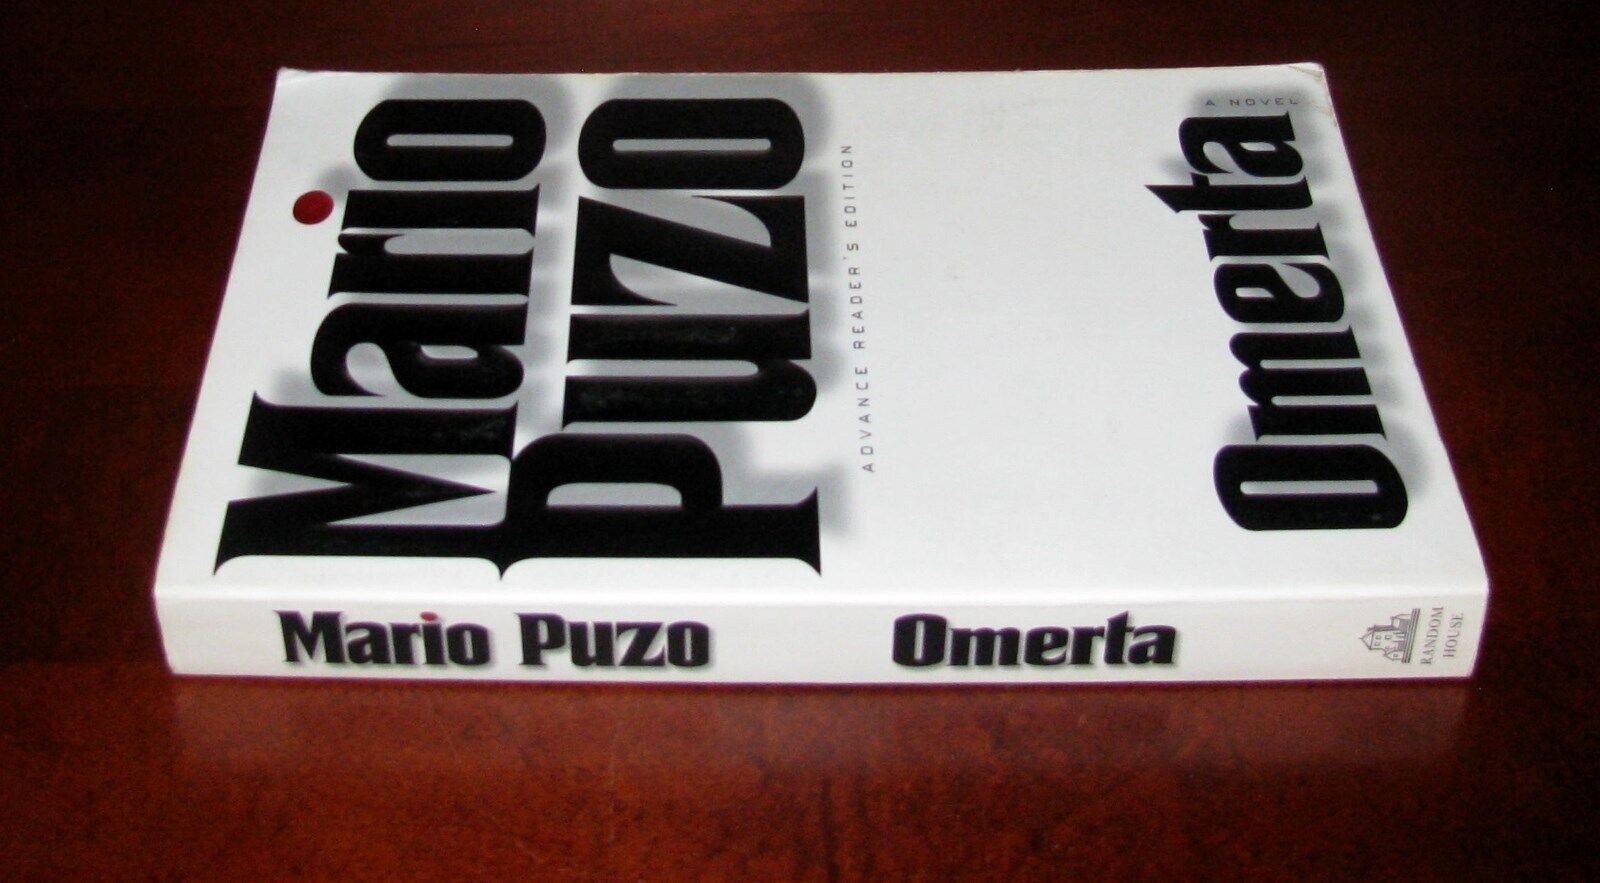 Mario
Puzo
ADVANCE READER'S EDITION
A NOVEL
Omerta
Mario Puzo
Omerta
RANDOM
HOUSE